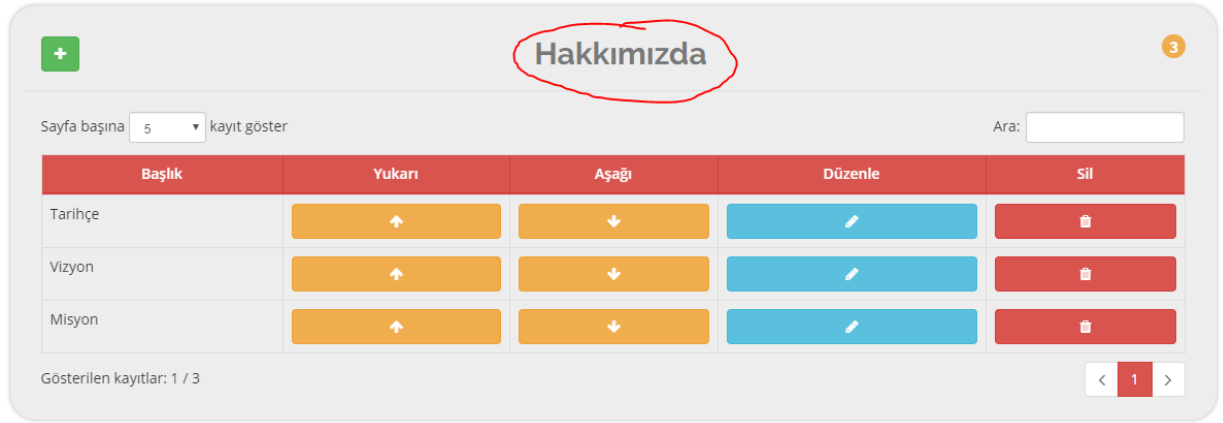 + Hakkımızda 3
Sayfa başına 5 kayıt göster Ara:
Başlık Yukarı Aşağı Düzenle Sil
Tarihçe
Vizyon
Misyon
Gösterilen kayıtlar: 1 / 3 < 1 >